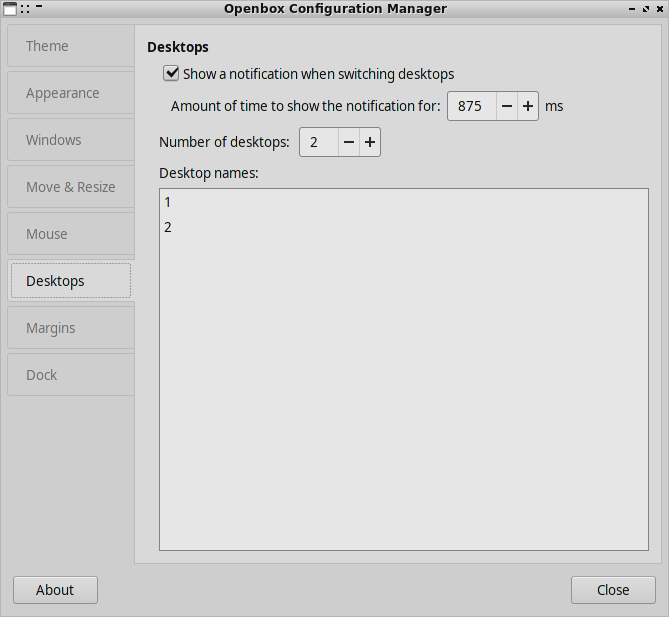 Openbox Configuration Manager
Theme
Appearance
Windows
Move & Resize
Mouse
Desktops
Margins
Dock
Desktops
Show a notification when switching desktops
Amount of time to show the notification for: 875 ms
Number of desktops: 2
Desktop names:
1
2
About
Close